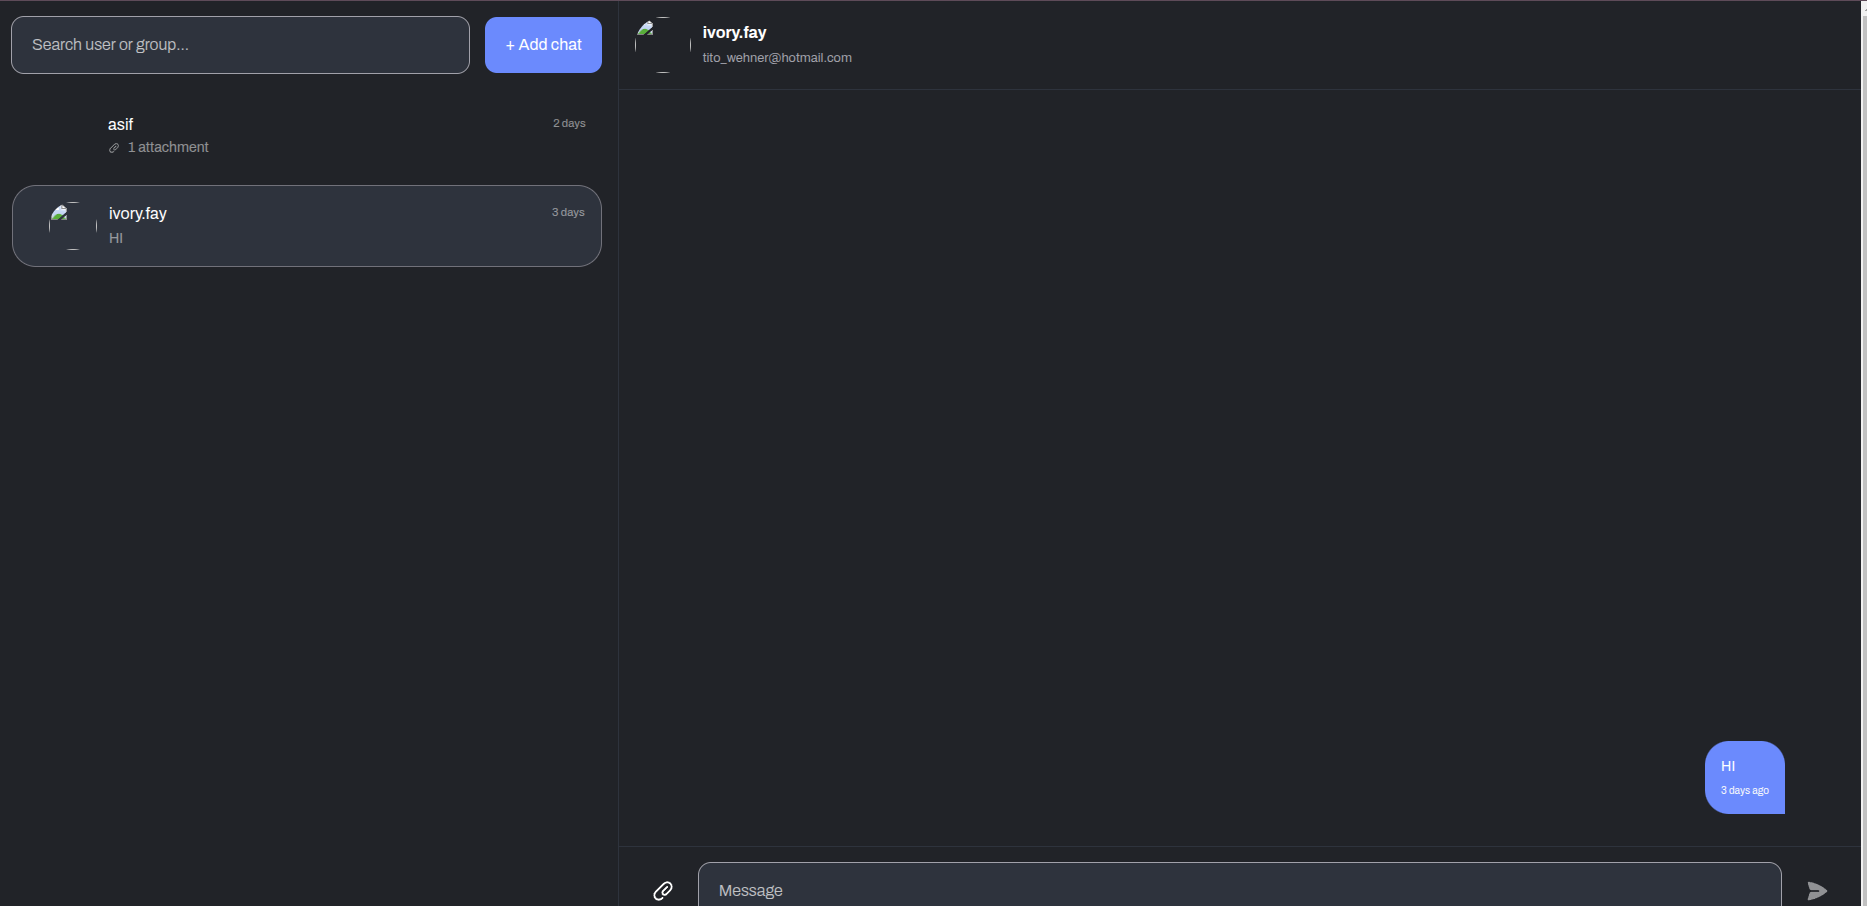 Search user or group...
+ Add chat
asif
2 days
1 attachment
ivory.fay
3 days
HI
ivory.fay
tito_wehner@hotmail.com
HI
3 days ago
Message